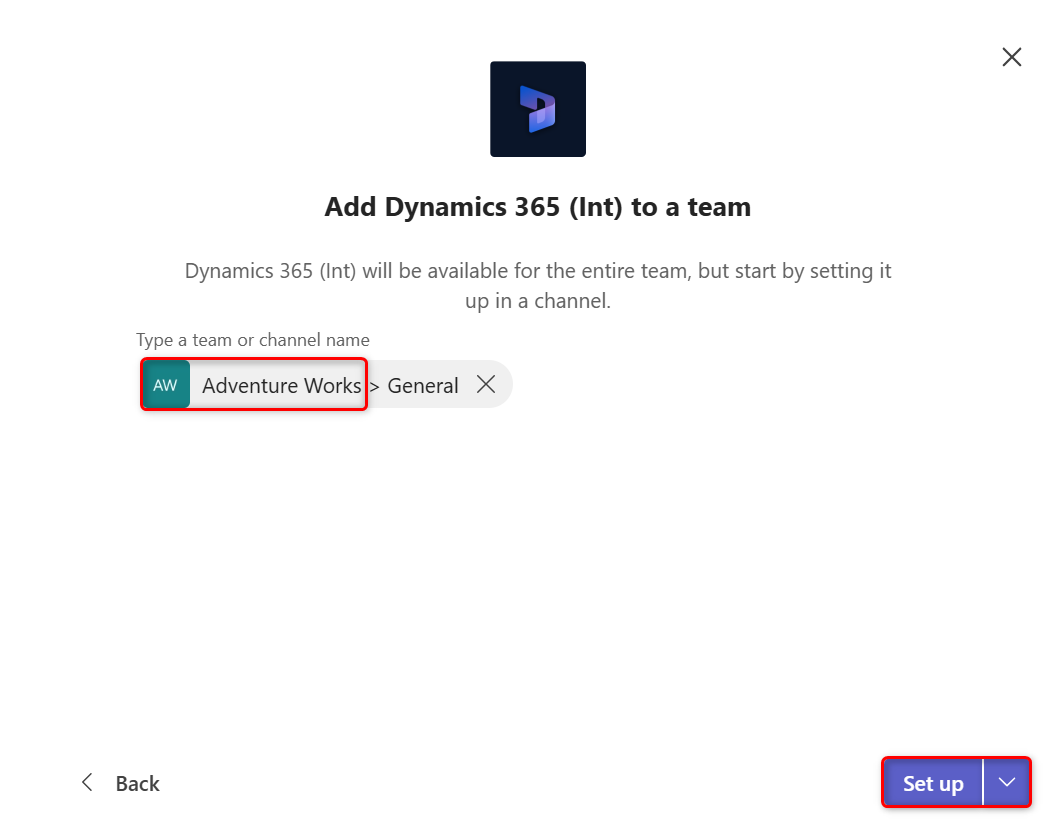 Add Dynamics 365 (Int) to a team
Dynamics 365 (Int) will be available for the entire team, but start by setting it
up in a channel.
Type a team or channel name
AW Adventure Works > General
Back
Set up